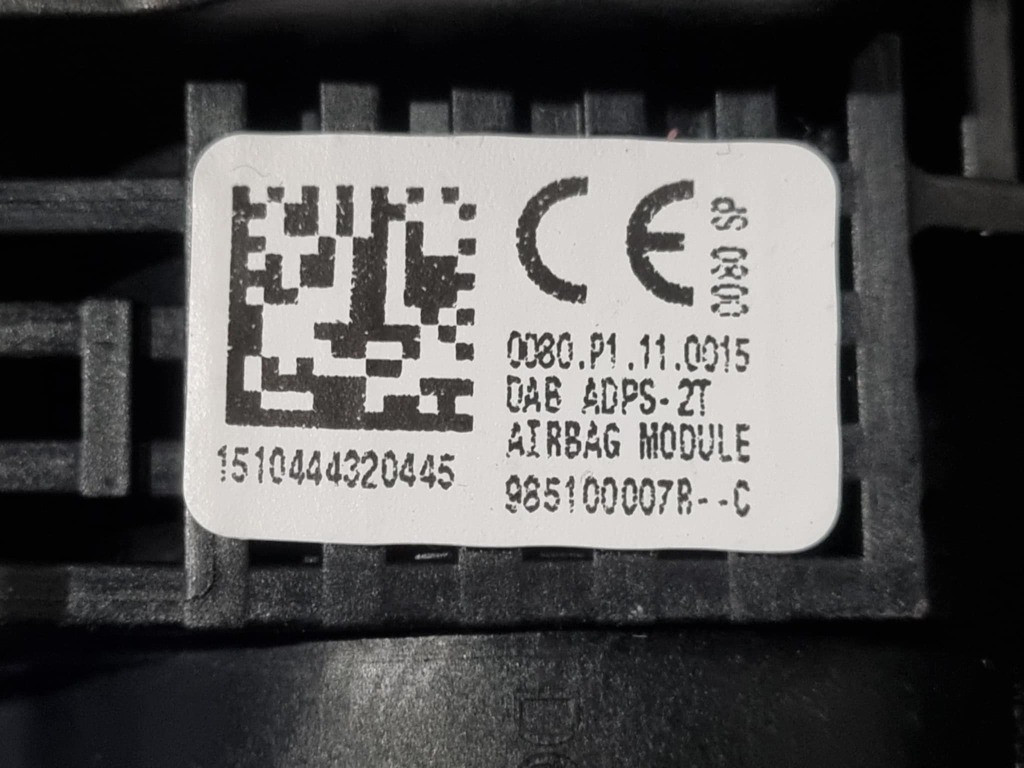 CE
0080 SP
0080.P1.11.0015
DAB ADPS-2T
AIRBAG MODULE
985100007R--C
1510444320445